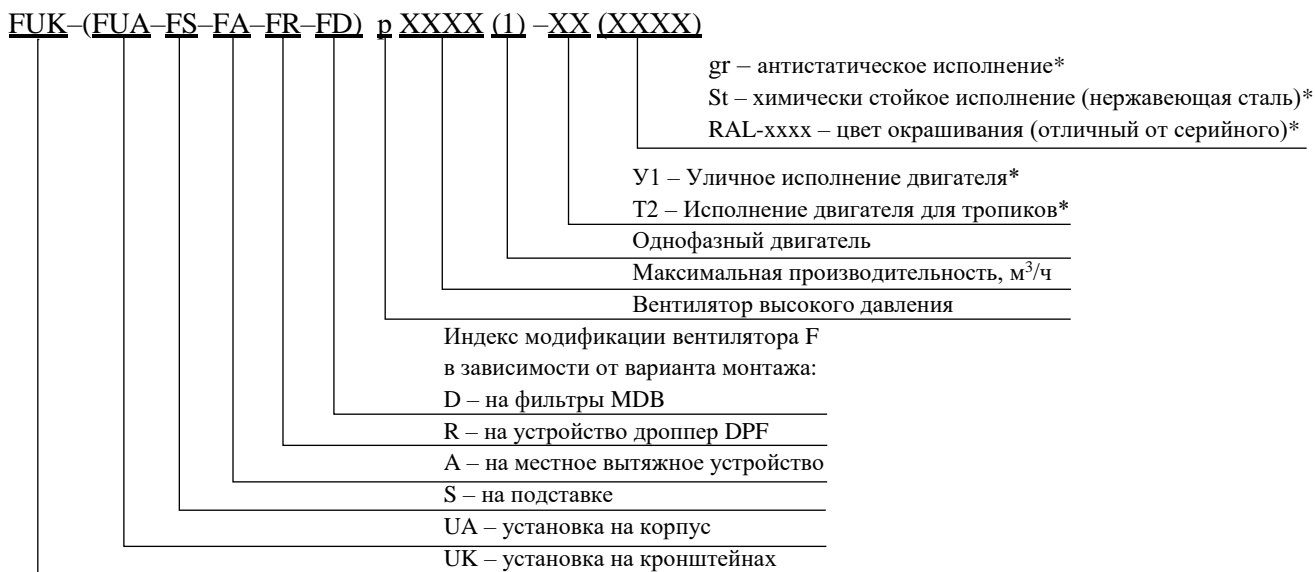 FUK–(FUA–FS–FA–FR–FD) p XXXX (1) –XX (XXXX)
gr – антистатическое исполнение*
St – химически стойкое исполнение (нержавеющая сталь)*
RAL-xxxx – цвет окрашивания (отличный от серийного)*
У1 – Уличное исполнение двигателя*
Т2 – Исполнение двигателя для тропиков*
Однофазный двигатель
Максимальная производительность, м³/ч
Вентилятор высокого давления
Индекс модификации вентилятора F
в зависимости от варианта монтажа:
D – на фильтры MDB
R – на устройство дроппер DPF
A – на местное вытяжное устройство
S – на подставке
UA – установка на корпус
UK – установка на кронштейнах